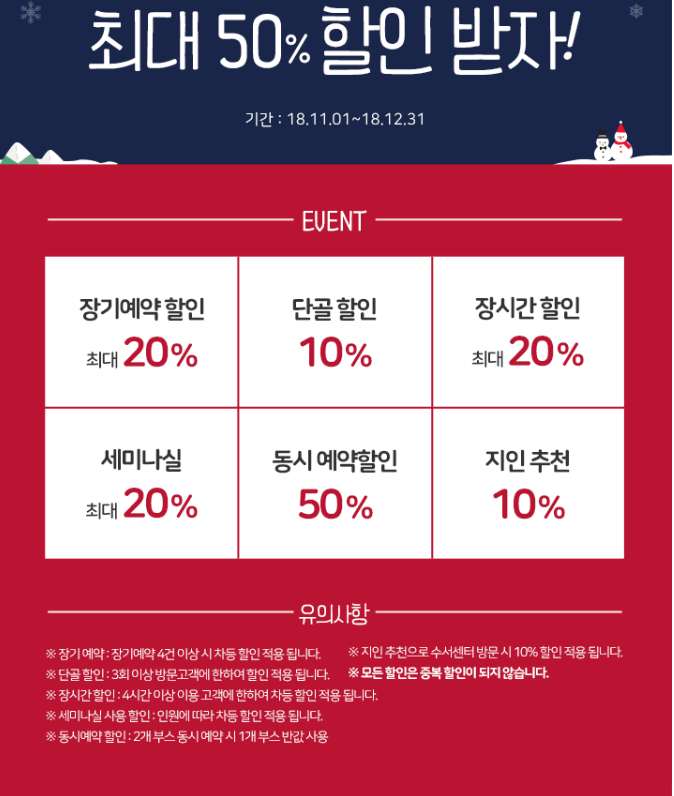 최대 50% 할인 받자!
기간 : 18.11.01~18.12.31
EVENT
장기예약 할인
최대 20%
단골 할인
10%
장시간 할인
최대 20%
세미나실
최대 20%
동시 예약할인
50%
지인 추천
10%
유의사항
※ 장기 예약 : 장기예약 4건 이상 시 차등 할인 적용 됩니다.
※ 단골 할인 : 3회 이상 방문고객에 한하여 할인 적용 됩니다.
※ 장시간 할인 : 4시간 이상 이용 고객에 한하여 차등 할인 적용 됩니다.
※ 세미나실 사용 할인 : 인원에 따라 차등 할인 적용 됩니다.
※ 동시예약 할인 : 2개 부스 동시 예약 시 1개 부스 반값 사용
※ 지인 추천으로 수서센터 방문 시 10% 할인 적용 됩니다.
※ 모든 할인은 중복 할인이 되지 않습니다.